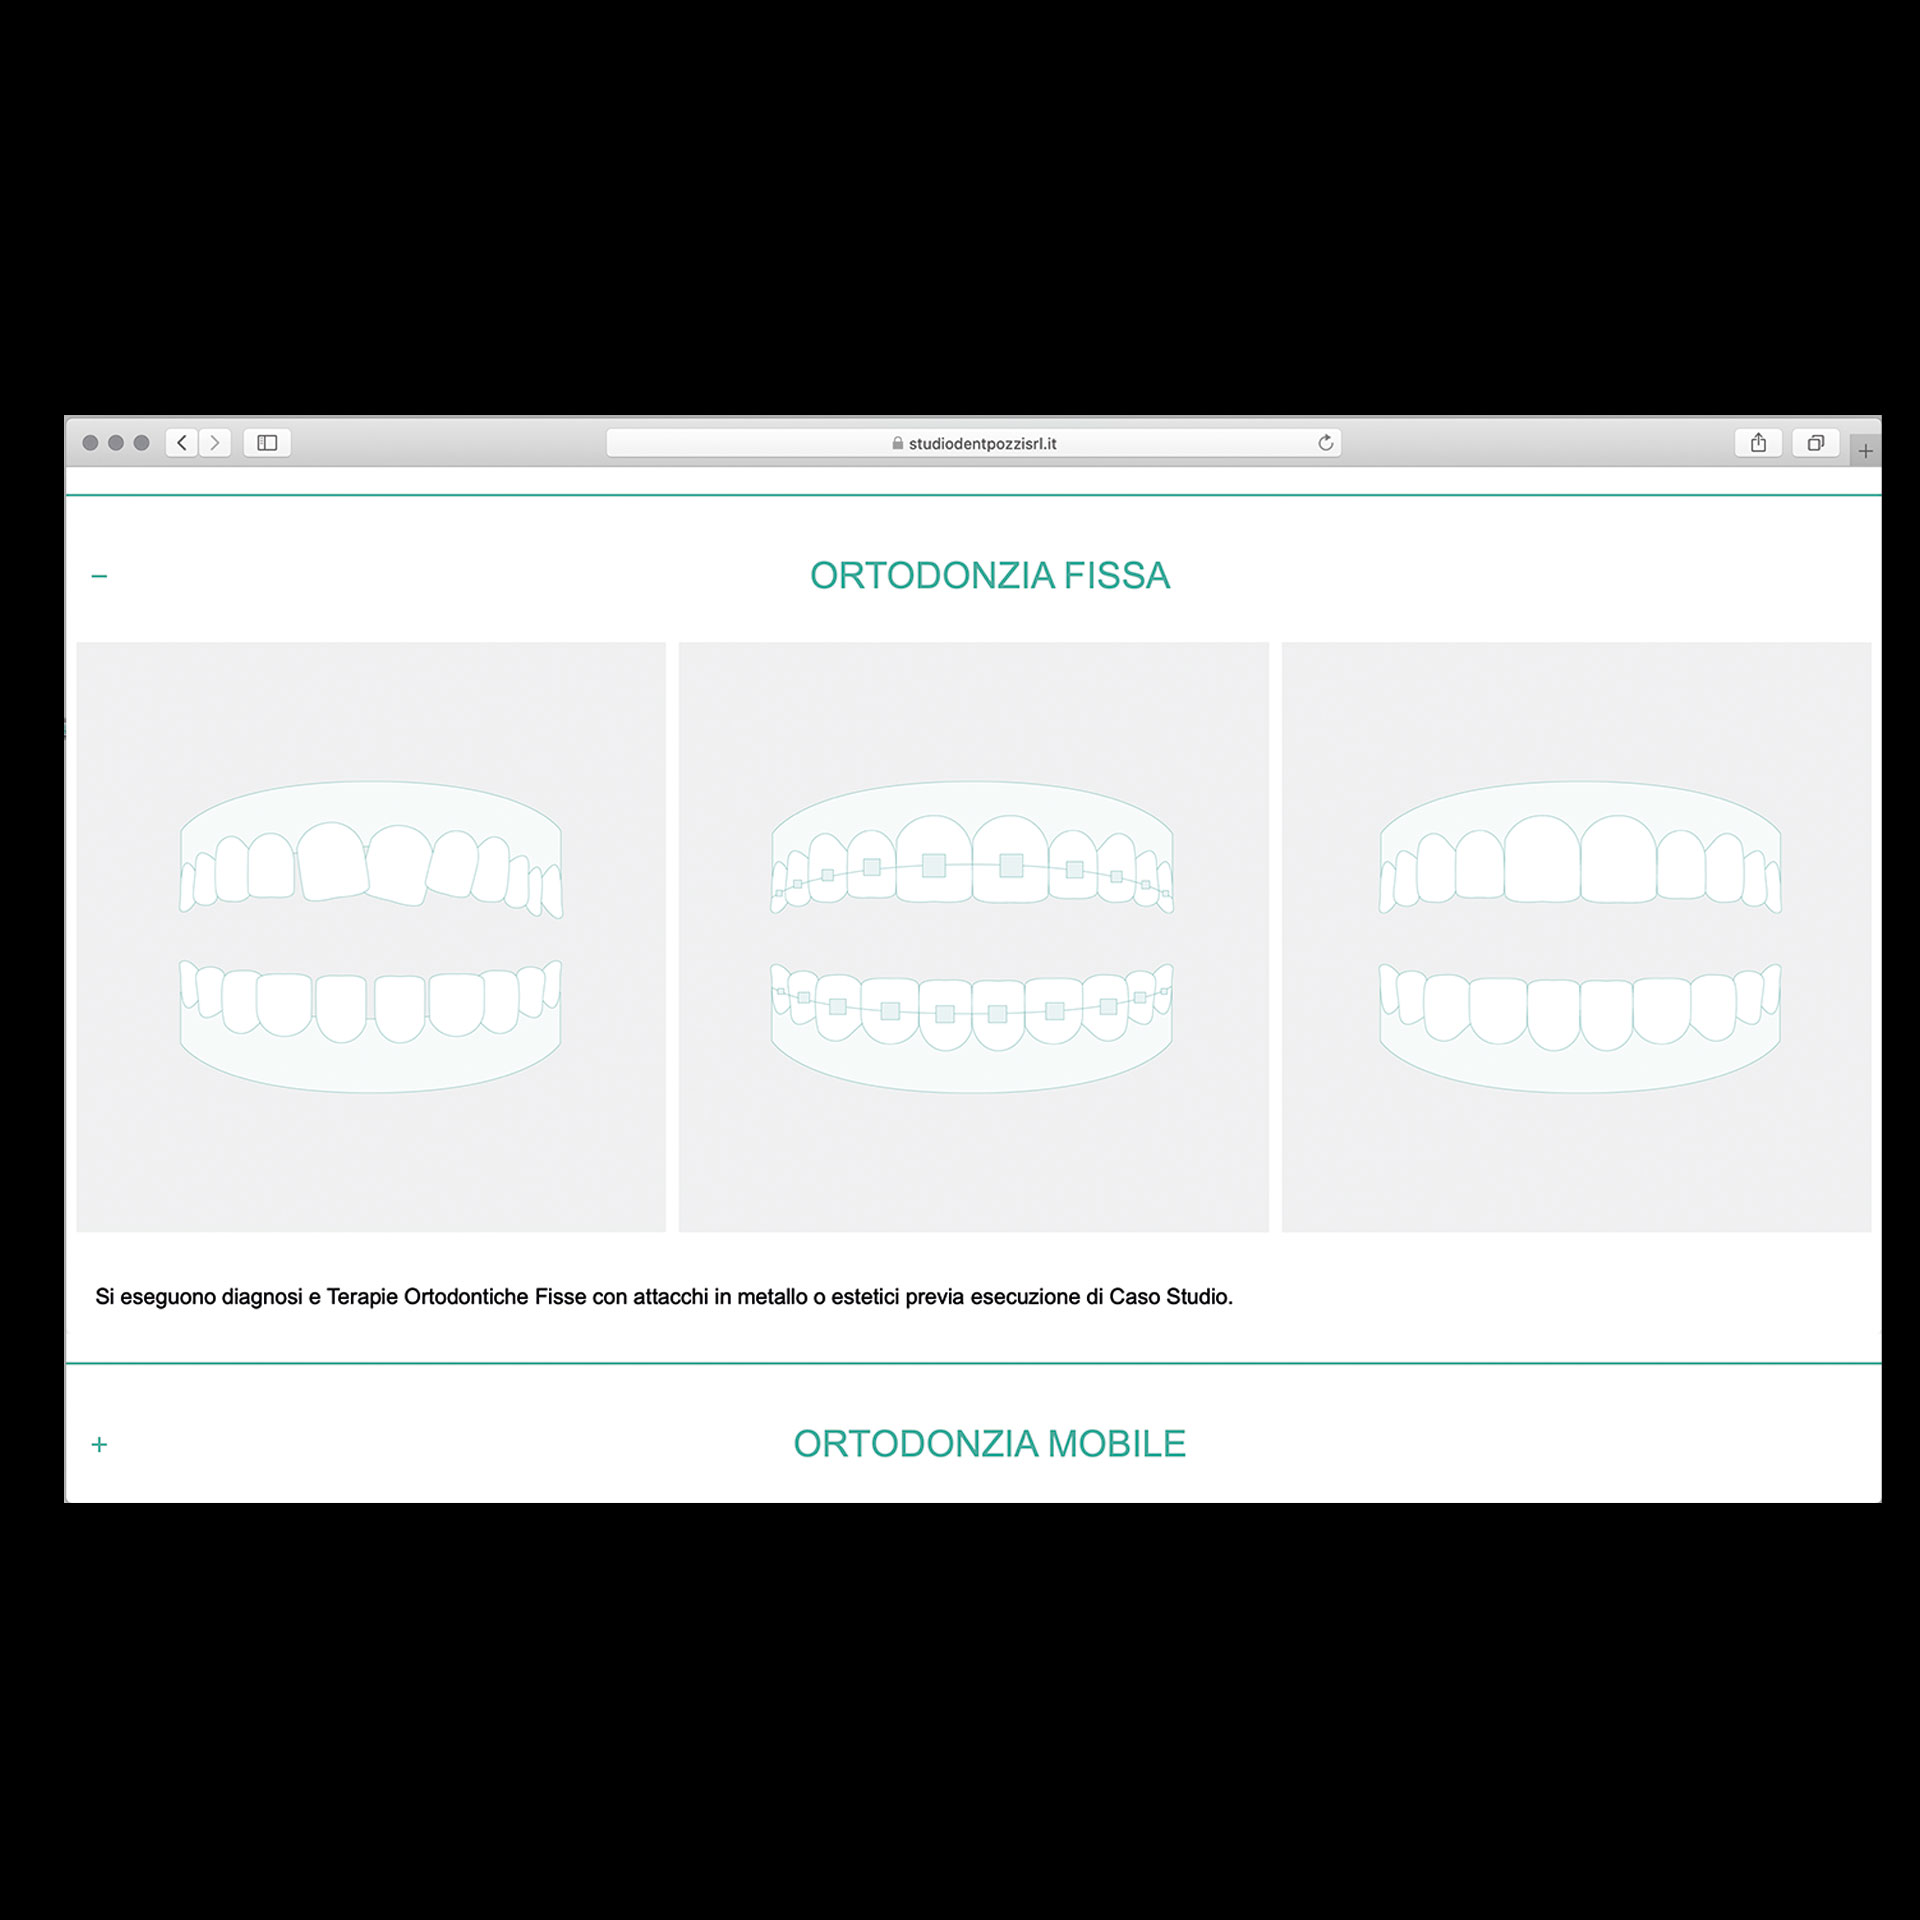 studiodentpozzisrl.it
ORTODONZIA FISSA
Si eseguono diagnosi e Terapie Ortodontiche Fisse con attacchi in metallo o estetici previa esecuzione di Caso Studio.
ORTODONZIA MOBILE